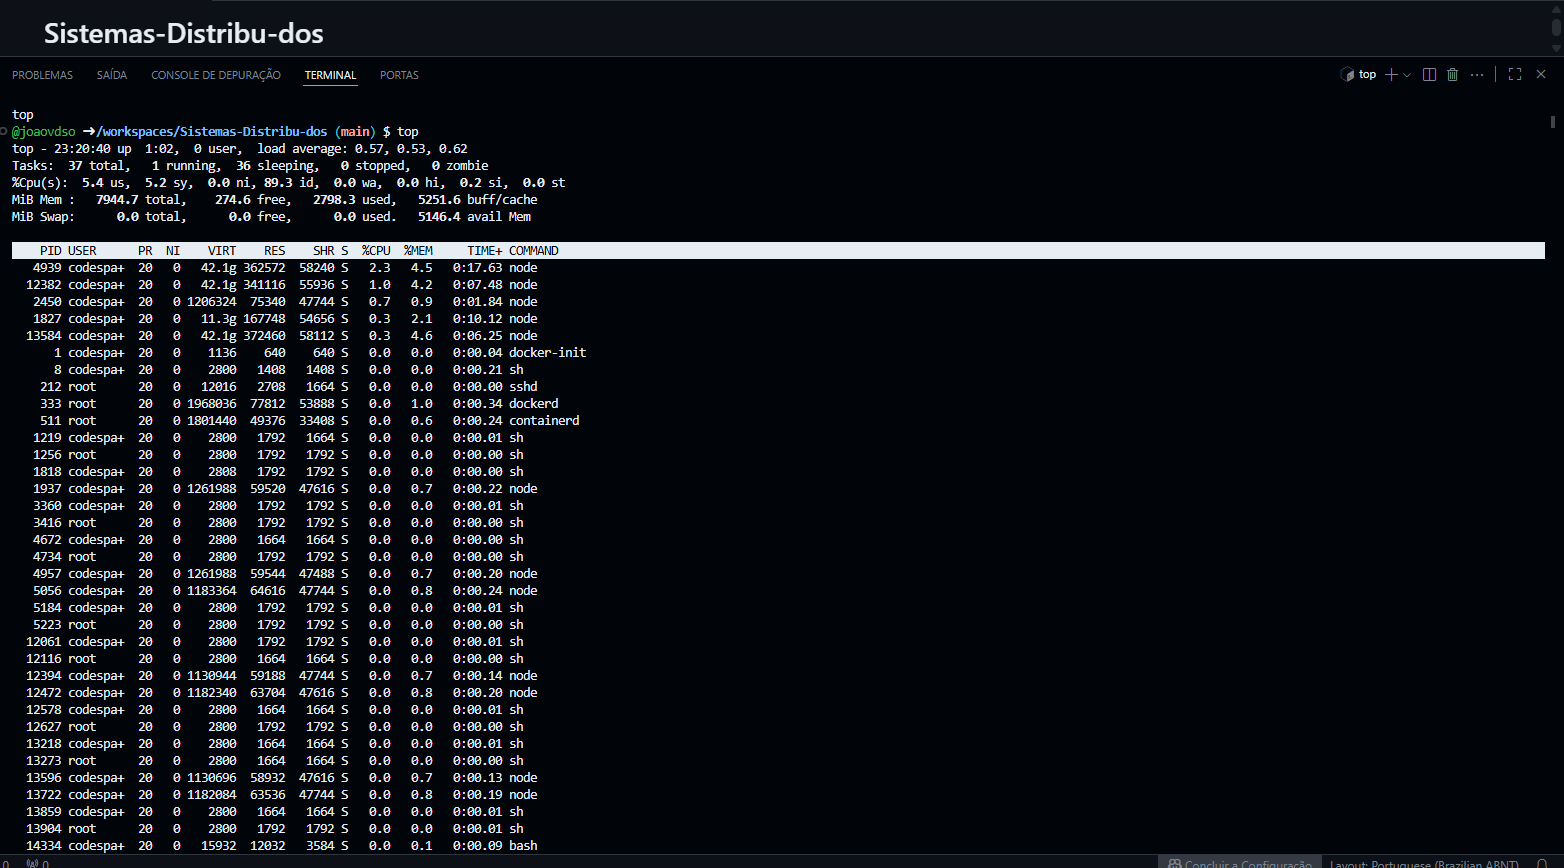 Sistemas-Distribu-dos
PROBLEMAS SAÍDA CONSOLE DE DEPURAÇÃO TERMINAL PORTAS top
top
@joaovdso ➜/workspaces/Sistemas-Distribu-dos (main) $ top
top - 23:20:40 up  1:02,  0 user,  load average: 0.57, 0.53, 0.62
Tasks:  37 total,   1 running,  36 sleeping,   0 stopped,   0 zombie
%Cpu(s):  5.4 us,  5.2 sy,  0.0 ni, 89.3 id,  0.0 wa,  0.0 hi,  0.2 si,  0.0 st
MiB Mem :   7944.7 total,    274.6 free,   2798.3 used,   5251.6 buff/cache
MiB Swap:      0.0 total,      0.0 free,      0.0 used.   5146.4 avail Mem
PID USER PR NI VIRT RES SHR S %CPU %MEM TIME+ COMMAND
4939 codespa+ 20 0 42.1g 362572 58240 S 2.3 4.5 0:17.63 node
12382 codespa+ 20 0 42.1g 341116 55936 S 1.0 4.2 0:07.48 node
2450 codespa+ 20 0 1206324 75340 47744 S 0.7 0.9 0:01.84 node
1827 codespa+ 20 0 11.3g 167748 54656 S 0.3 2.1 0:10.12 node
13584 codespa+ 20 0 42.1g 372460 58112 S 0.3 4.6 0:06.25 node
1 codespa+ 20 0 1136 640 640 S 0.0 0.0 0:00.04 docker-init
8 codespa+ 20 0 2800 1408 1408 S 0.0 0.0 0:00.21 sh
212 root 20 0 12016 2708 1664 S 0.0 0.0 0:00.00 sshd
333 root 20 0 1968036 77812 53888 S 0.0 1.0 0:00.34 dockerd
511 root 20 0 1801440 49376 33408 S 0.0 0.6 0:00.24 containerd
1219 codespa+ 20 0 2800 1792 1664 S 0.0 0.0 0:00.01 sh
1256 root 20 0 2800 1792 1792 S 0.0 0.0 0:00.00 sh
1818 codespa+ 20 0 2808 1792 1792 S 0.0 0.0 0:00.00 sh
1937 codespa+ 20 0 1261988 59520 47616 S 0.0 0.7 0:00.22 node
3360 codespa+ 20 0 2800 1792 1792 S 0.0 0.0 0:00.01 sh
3416 root 20 0 2800 1792 1792 S 0.0 0.0 0:00.00 sh
4672 codespa+ 20 0 2800 1664 1664 S 0.0 0.0 0:00.00 sh
4734 root 20 0 2800 1792 1792 S 0.0 0.0 0:00.00 sh
4957 codespa+ 20 0 1261988 59544 47488 S 0.0 0.7 0:00.20 node
5056 codespa+ 20 0 1183364 64616 47744 S 0.0 0.8 0:00.24 node
5184 codespa+ 20 0 2800 1792 1792 S 0.0 0.0 0:00.01 sh
5223 root 20 0 2800 1792 1792 S 0.0 0.0 0:00.00 sh
12061 codespa+ 20 0 2800 1792 1792 S 0.0 0.0 0:00.01 sh
12116 root 20 0 2800 1664 1664 S 0.0 0.0 0:00.00 sh
12394 codespa+ 20 0 1130944 59188 47744 S 0.0 0.7 0:00.14 node
12472 codespa+ 20 0 1182340 63704 47616 S 0.0 0.8 0:00.20 node
12578 codespa+ 20 0 2800 1664 1664 S 0.0 0.0 0:00.01 sh
12627 root 20 0 2800 1792 1792 S 0.0 0.0 0:00.00 sh
13218 codespa+ 20 0 2800 1664 1664 S 0.0 0.0 0:00.01 sh
13273 root 20 0 2800 1664 1664 S 0.0 0.0 0:00.00 sh
13596 codespa+ 20 0 1130696 58932 47616 S 0.0 0.7 0:00.13 node
13722 codespa+ 20 0 1182084 63536 47744 S 0.0 0.8 0:00.19 node
13859 codespa+ 20 0 2800 1664 1664 S 0.0 0.0 0:00.01 sh
13904 root 20 0 2800 1792 1792 S 0.0 0.0 0:00.01 sh
14334 codespa+ 20 0 15932 12032 3584 S 0.0 0.1 0:00.09 bash
0 0 Concluir a Configuração Layout: Portuguese (Brazilian ABNT)